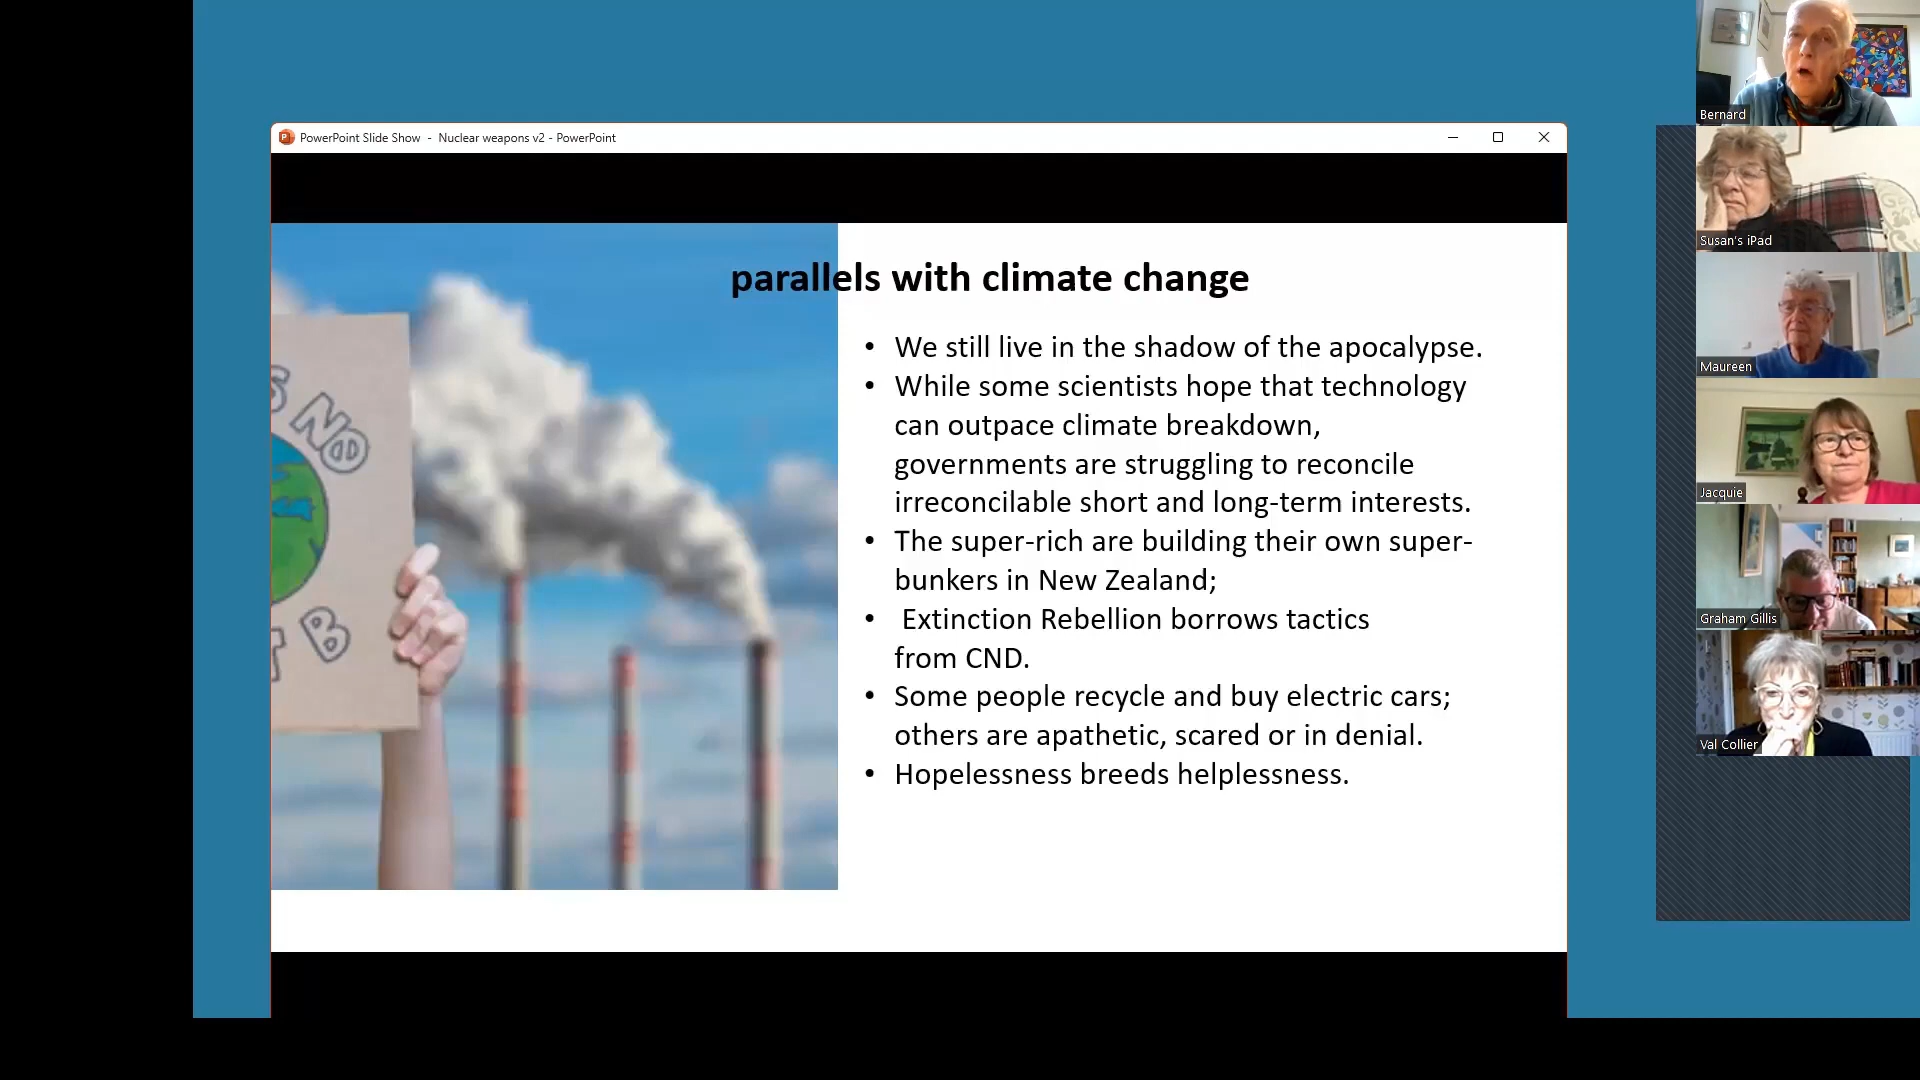 PowerPoint Slide Show - Nuclear weapons v2 - PowerPoint
parallels with climate change
• We still live in the shadow of the apocalypse.
• While some scientists hope that technology
can outpace climate breakdown,
governments are struggling to reconcile
irreconcilable short and long-term interests.
• The super-rich are building their own super-
bunkers in New Zealand;
• Extinction Rebellion borrows tactics
from CND.
• Some people recycle and buy electric cars;
others are apathetic, scared or in denial.
• Hopelessness breeds helplessness.
S NO
T B
Bernard
Susan's iPad
Maureen
Jacquie
Graham Gillis
Val Collier